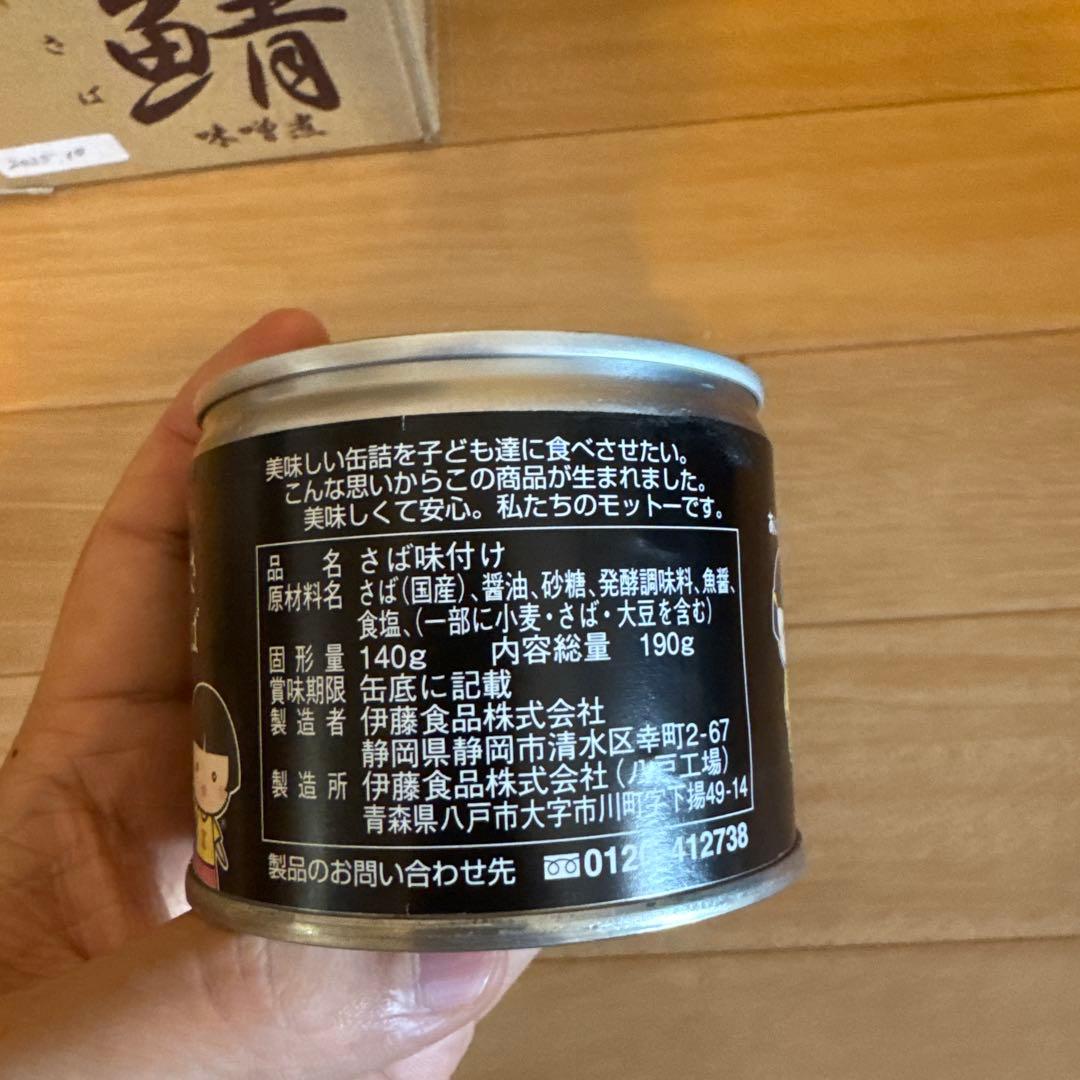 さば
鯖
味噌煮
美味しい缶詰を子ども達に食べさせたい。
こんな思いからこの商品が生まれました。
美味しくて安心。私たちのモットーです。
品名 さば味付け
原材料名 さば(国産)、醤油、砂糖、発酵調味料、魚醤、
食塩、(一部に小麦・さば・大豆を含む)
固形量 140g 内容総量 190g
賞味期限 缶底に記載
製造者 伊藤食品株式会社
静岡県静岡市清水区幸町2-67
製造所 伊藤食品株式会社(八戸工場)
青森県八戸市大字市川町字下揚49-14
製品のお問い合わせ先 0120-412738